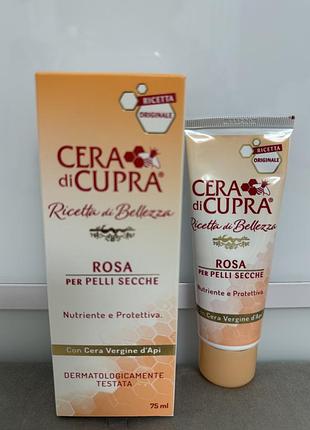 RICETTA
ORIGINALE
CERA
di CUPRA®
Ricetta di Bellezza
ROSA
PER PELLI SECCHE
Nutriente e Protettiva.
Con Cera Vergine d'Api
DERMATOLOGICAMENTE
TESTATA
75 ml
RICETTA
ORIGINALE
CERA
di CUPRA®
Ricetta di Bellezza
ROSA
PER PELLI SECCHE
Nutriente e Protettiva.
Con Cera Vergine d'Api